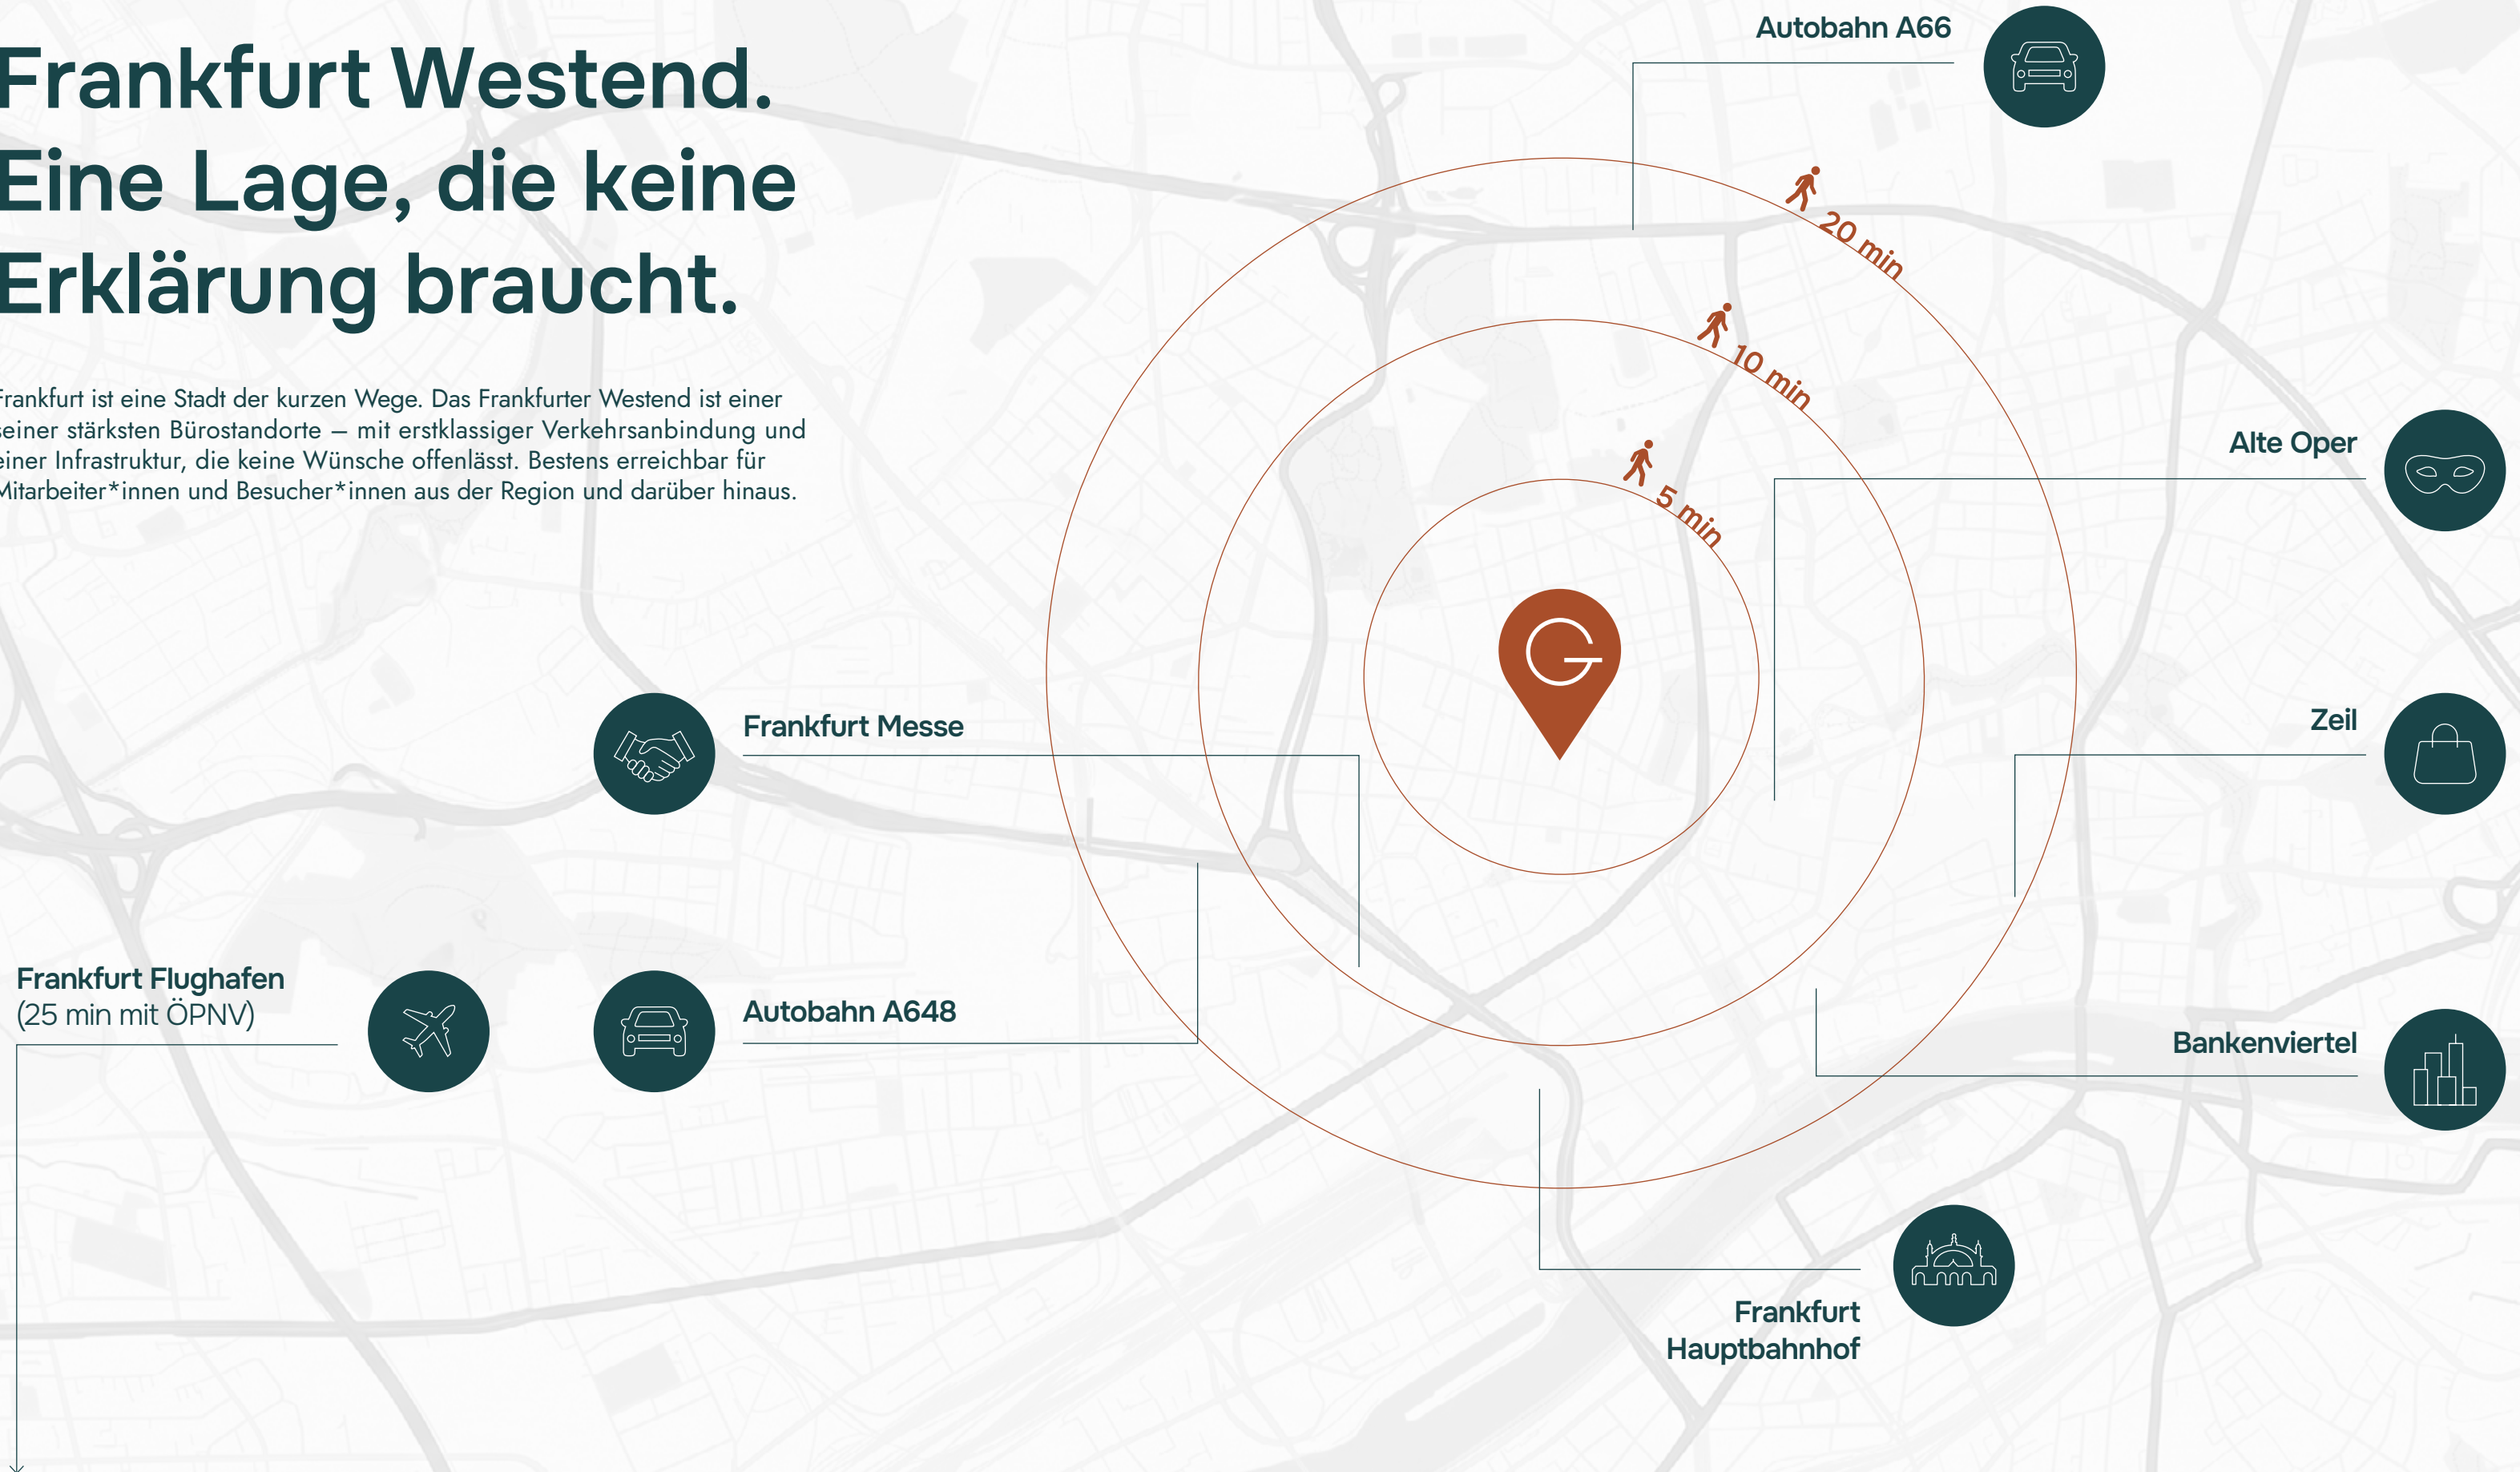 Frankfurt Westend.
Eine Lage, die keine
Erklärung braucht.
Frankfurt ist eine Stadt der kurzen Wege. Das Frankfurter Westend ist einer
seiner stärksten Bürostandorte – mit erstklassiger Verkehrsanbindung und
einer Infrastruktur, die keine Wünsche offenlässt. Bestens erreichbar für
Mitarbeiter*innen und Besucher*innen aus der Region und darüber hinaus.
Autobahn A66
20 min
10 min
5 min
Alte Oper
G
Zeil
Frankfurt Messe
Frankfurt Flughafen
(25 min mit ÖPNV)
Autobahn A648
Bankenviertel
Frankfurt
Hauptbahnhof